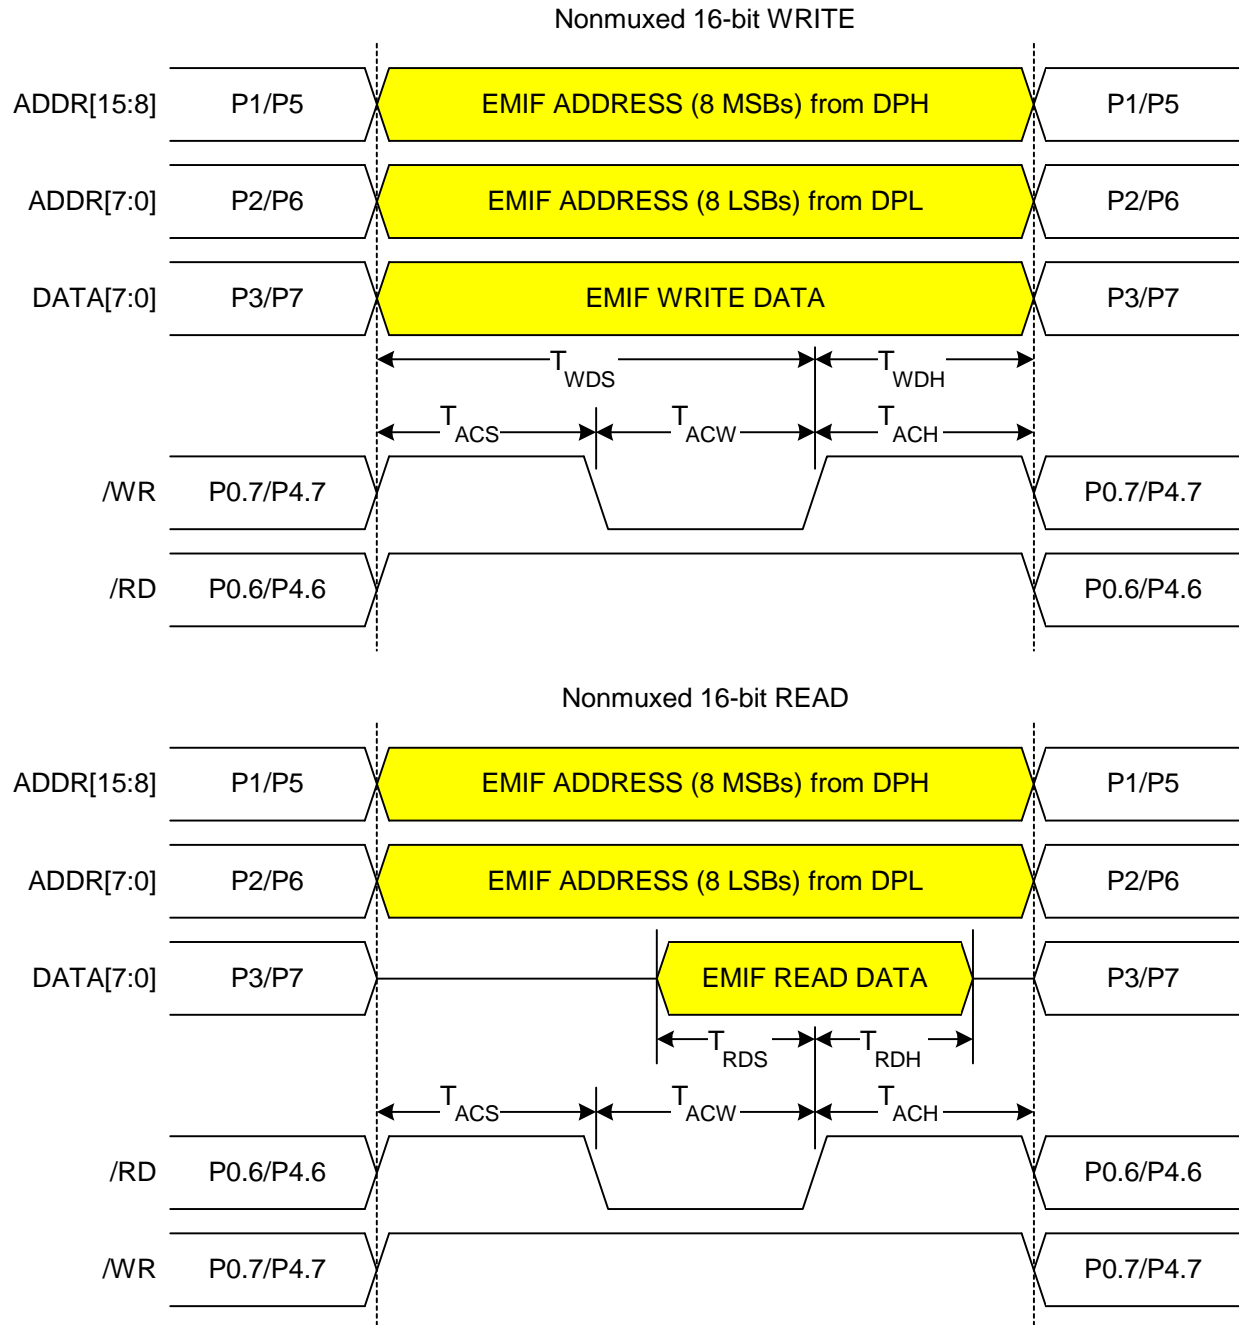 Nonmuxed 16-bit WRITE
ADDR[15:8] P1/P5 EMIF ADDRESS (8 MSBs) from DPH P1/P5
ADDR[7:0] P2/P6 EMIF ADDRESS (8 LSBs) from DPL P2/P6
DATA[7:0] P3/P7 EMIF WRITE DATA P3/P7
TWDS TWDH
TACS TACW TACH
/WR P0.7/P4.7 P0.7/P4.7
/RD P0.6/P4.6 P0.6/P4.6
Nonmuxed 16-bit READ
ADDR[15:8] P1/P5 EMIF ADDRESS (8 MSBs) from DPH P1/P5
ADDR[7:0] P2/P6 EMIF ADDRESS (8 LSBs) from DPL P2/P6
DATA[7:0] P3/P7 EMIF READ DATA P3/P7
TRDS TRDH
TACS TACW TACH
/RD P0.6/P4.6 P0.6/P4.6
/WR P0.7/P4.7 P0.7/P4.7